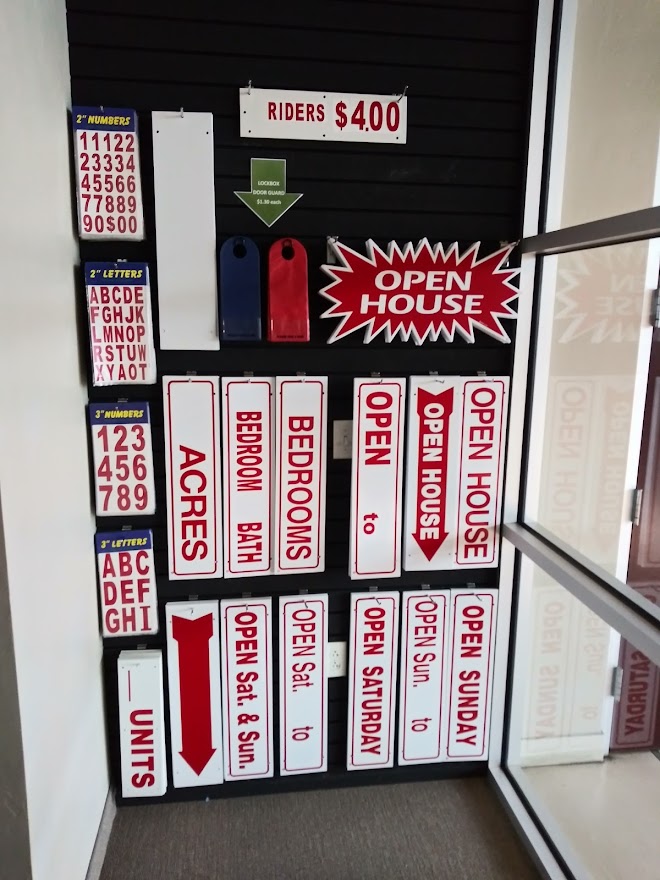 RIDERS $4.00
2" NUMBERS
11122
23334
45566
77889
90$00
LOCKBOX
DOOR GUARD
$1.30 each
OPEN
HOUSE
2" LETTERS
ABCDE
FGHJK
LMNOP
RSTUW
XYAOT
3" NUMBERS
123
456
789
ACRES
BEDROOM BATH
BEDROOMS
OPEN to
OPEN HOUSE
OPEN HOUSE
3" LETTERS
ABC
DEF
GHI
UNITS
OPEN Sat. & Sun.
OPEN Sat. to
OPEN SATURDAY
OPEN Sun. to
OPEN SUNDAY